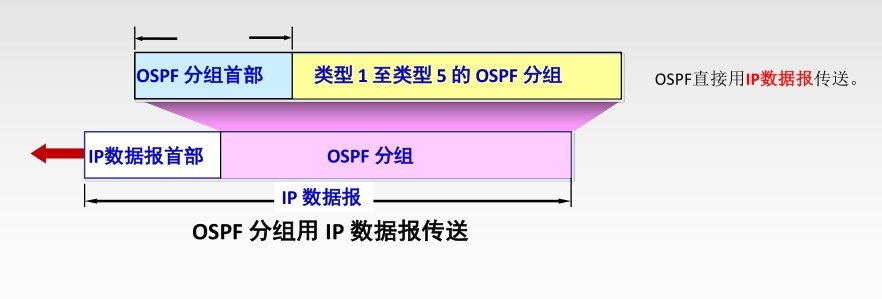 OSPF 分组首部
类型 1 至类型 5 的 OSPF 分组
OSPF直接用IP数据报传送。
IP数据报首部
OSPF 分组
IP 数据报
OSPF 分组用 IP 数据报传送